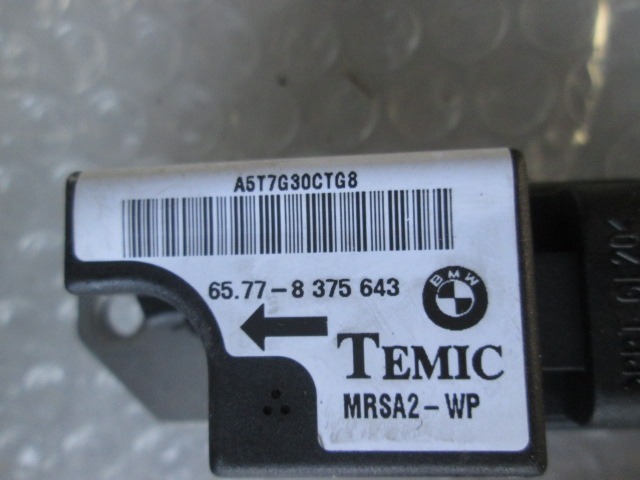 A5T7G30CTG8
65.77-8 375 643
BMW
TEMIC
MRSA2-WP